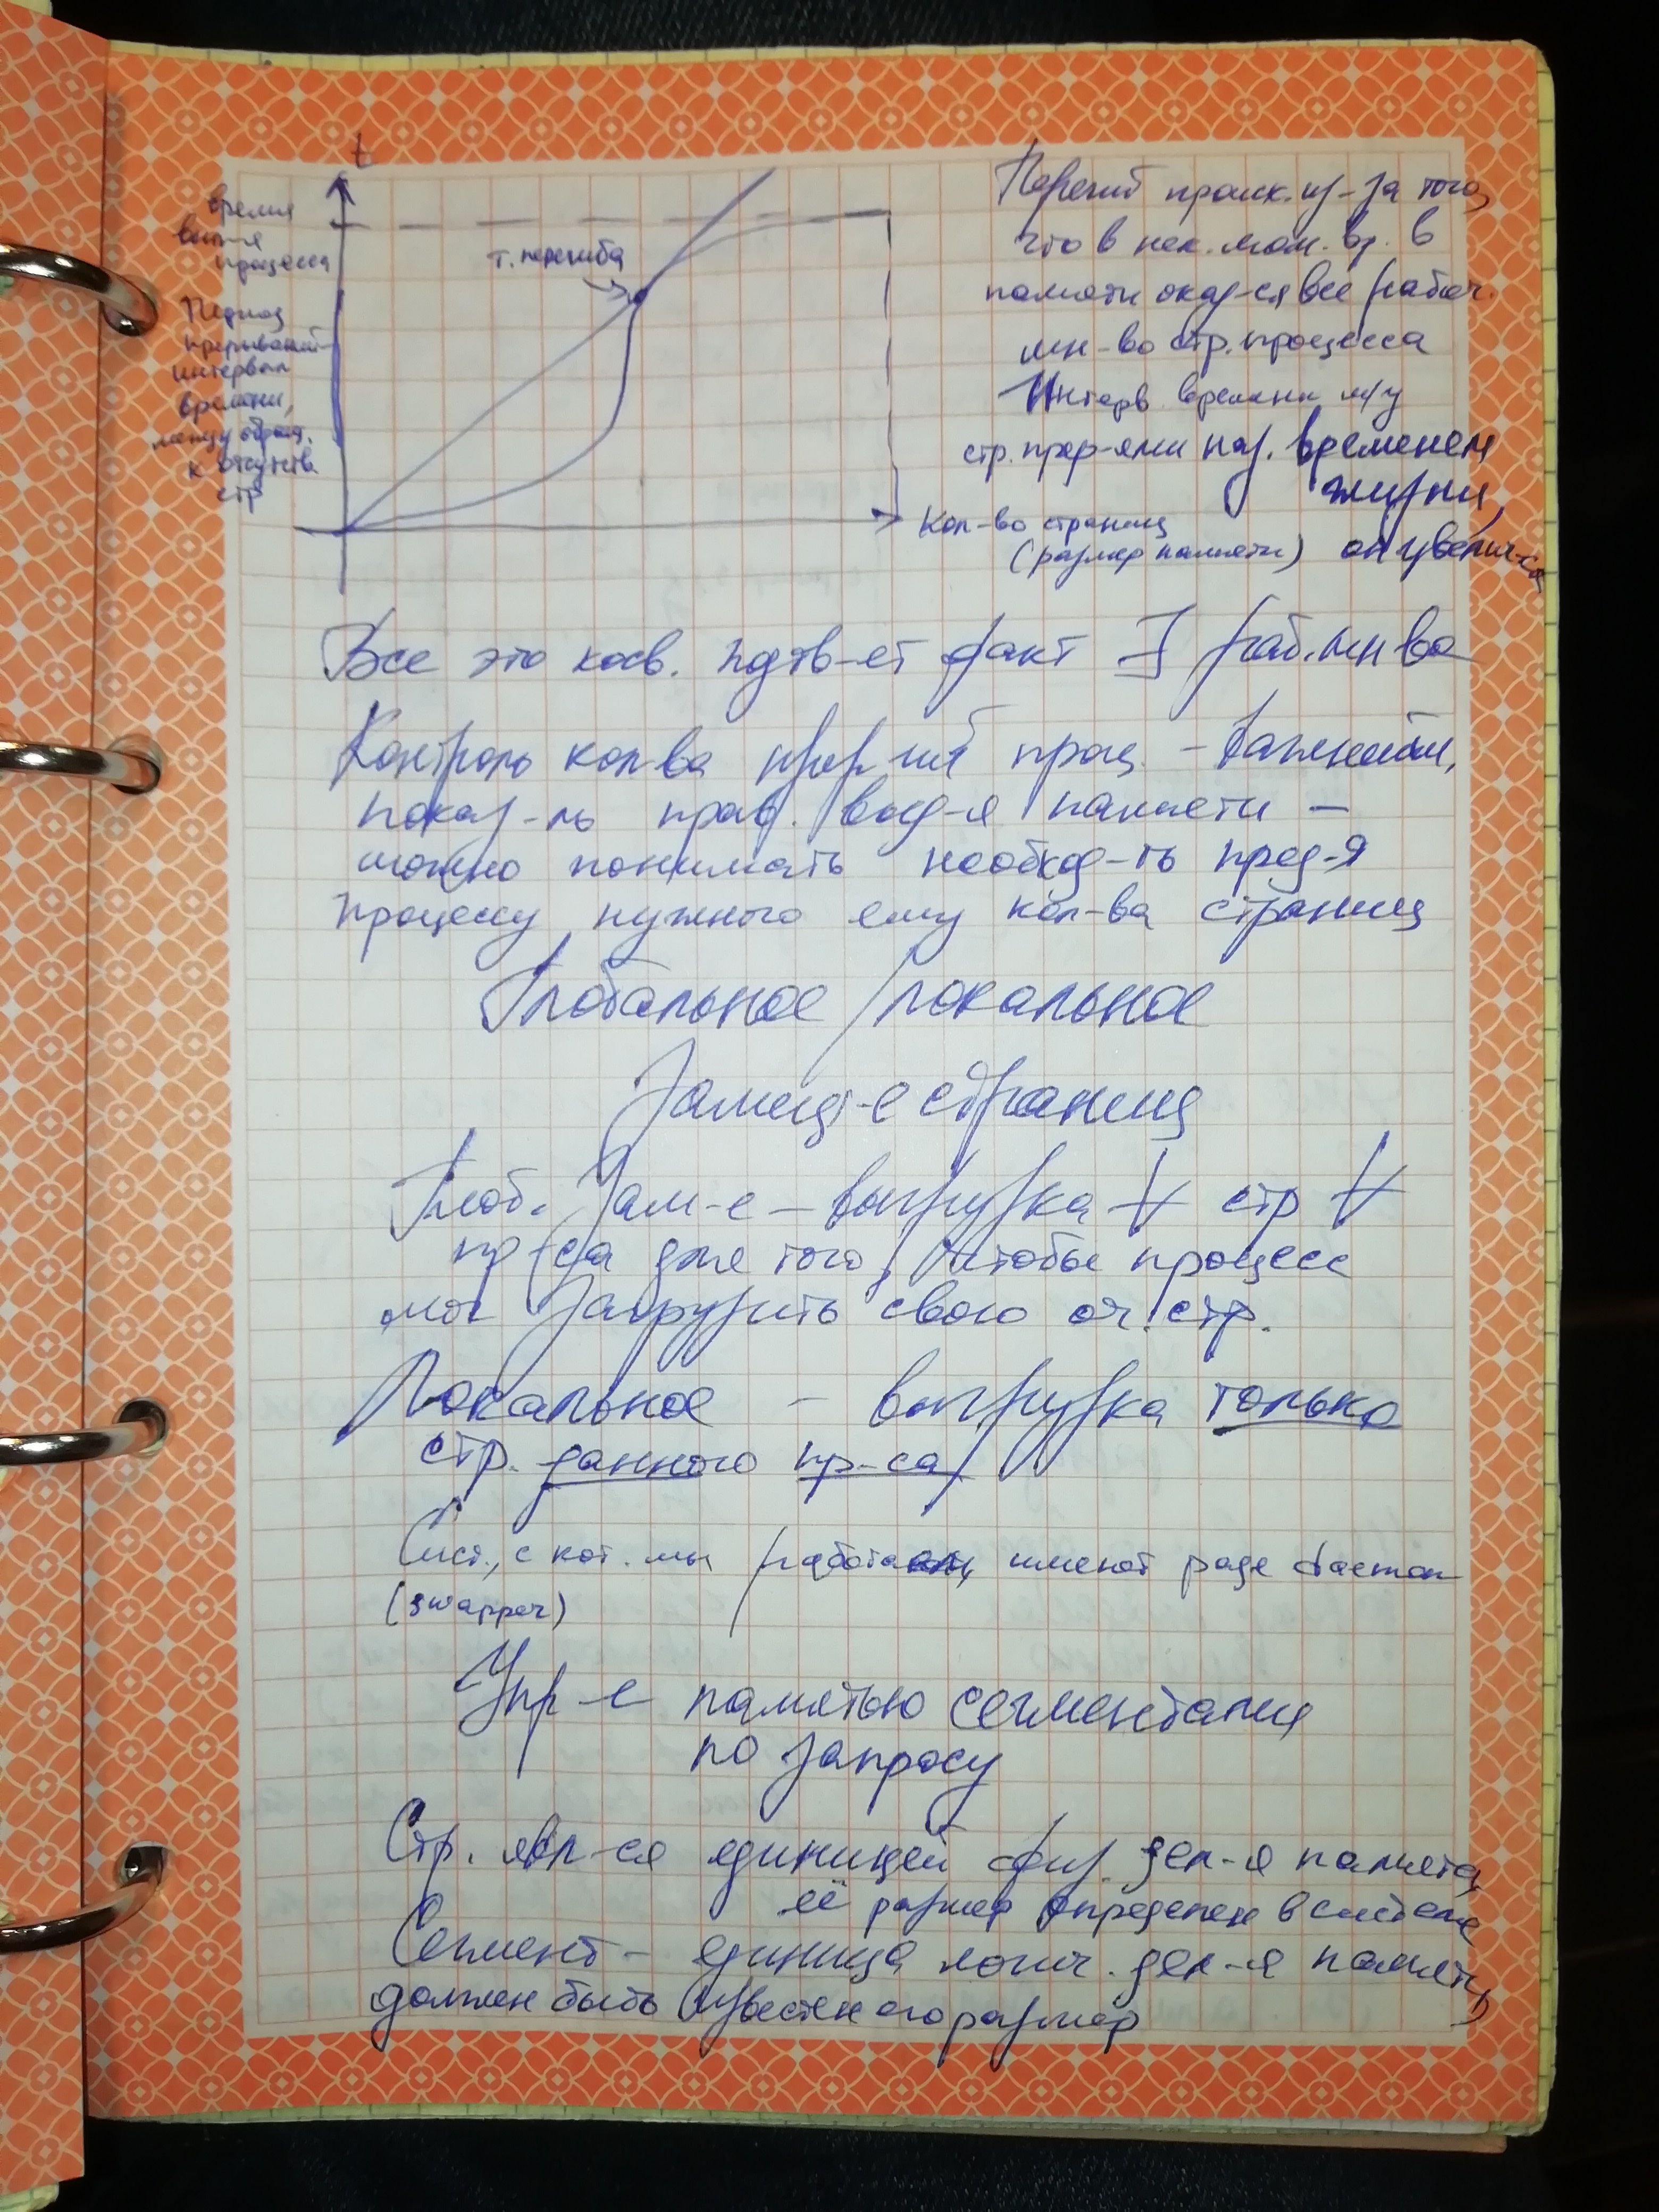 t
время
вып-я
процесса
т. перегиба
Период
прерываний -
интервал
времени,
между обращ.
к отсутств.
стр
Перегиб происх. из-за того,
что в нек. мом. вр. в
памяти оказ-ся все рабоч.
мн-во стр. процесса
Интерв времени м/у
стр. прер-ями наз. временем
жизни,
он увелич-ся
Кол-во страниц
(размер памяти)
Все это косв. подтв-ет факт ∃ раб. мн-ва
Контроль кол-ва прер-ний проц. - важнейш.
показ-ль прав. выд-я памяти -
можно понимать необход-ть пред-я
процессу нужного ему кол-ва страниц
Глобальное / локальное
Замещ-е страниц
Глоб. зам-е - выгрузка ∀ стр ∀
пр-са для того, чтобы процесс
мог загрузить свою оч. стр.
Локальное - выгрузка только
стр. данного пр-са
Сист., с кот. мы работаем, имеют page daemon
(swapper)
Упр-е памятью сегментами
по запросу
Стр. явл-ся единицей физ. дел-я памяти,
её размер определен в системе
Сегмент - единица логич. дел-я памяти,
должен быть известен его размер